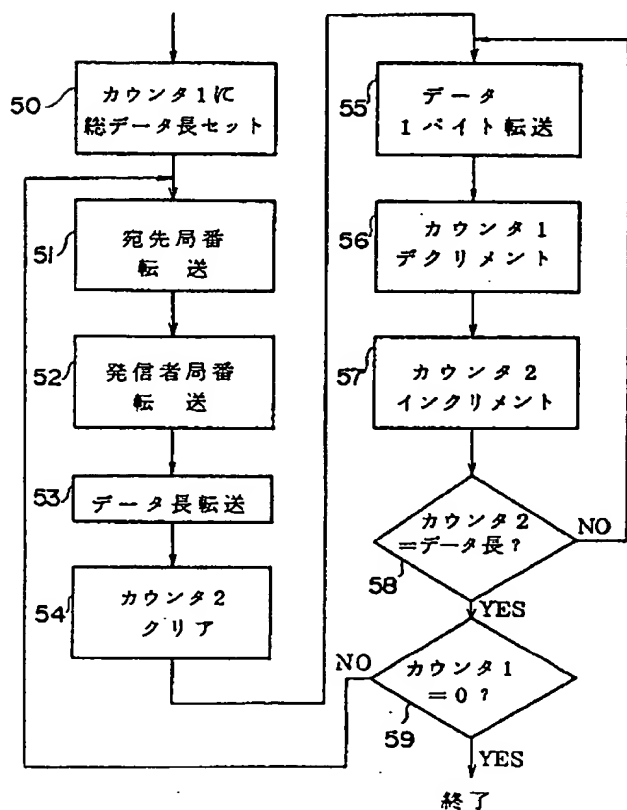 50
カウンタ1に
総データ長セット
51
宛先局番
転送
52
発信者局番
転送
53
データ長転送
54
カウンタ2
クリア
55
データ
1バイト転送
56
カウンタ1
デクリメント
57
カウンタ2
インクリメント
カウンタ2
=データ長?
NO
58
YES
NO
カウンタ1
=0?
59
YES
終了